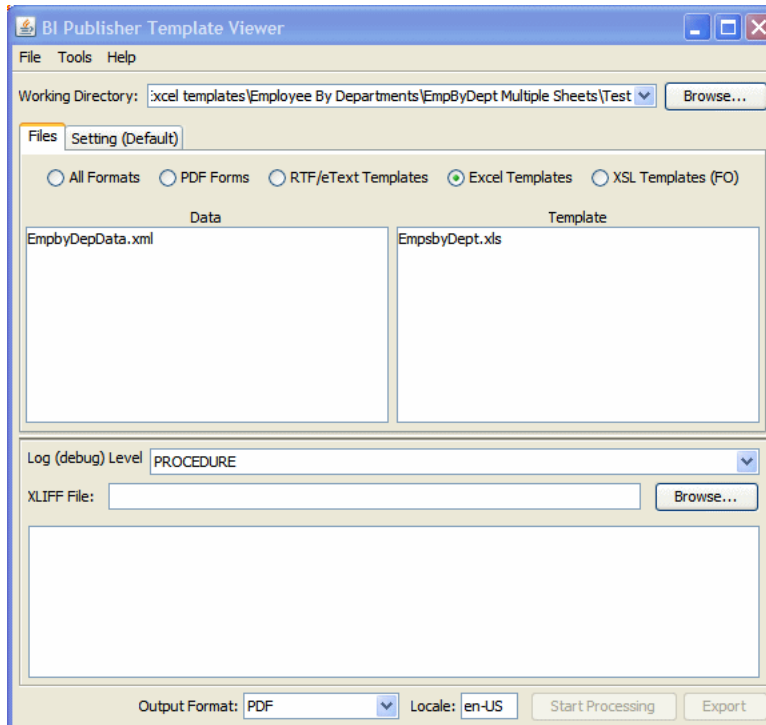 BI Publisher Template Viewer
File Tools Help
Working Directory: :xcel templates\Employee By Departments\EmpByDept Multiple Sheets\Test Browse...
Files Setting (Default)
All Formats PDF Forms RTF/eText Templates Excel Templates XSL Templates (FO)
Data Template
EmpbyDepData.xml EmpsbyDept.xls
Log (debug) Level PROCEDURE
XLIFF File: Browse...
Output Format: PDF Locale: en-US Start Processing Export